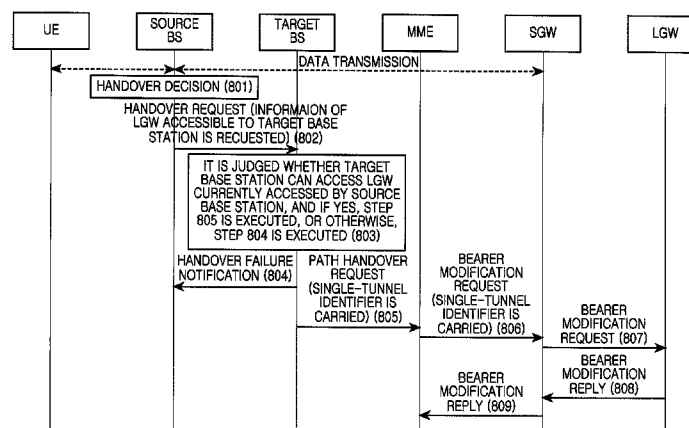 UE
SOURCE
BS
TARGET
BS
MME
SGW
LGW
DATA TRANSMISSION
HANDOVER DECISION (801)
HANDOVER REQUEST (INFORMAION OF
LGW ACCESSIBLE TO TARGET BASE
STATION IS RECUESTED) (802)
IT IS JUDGED WHETHER TARGET
BASE STATION CAN ACCESS LGW
CURRENTLY ACCESSED BY SOURCE
BASE STATION, AND IF YES, STEP
805 IS EXECUTED, OR OTHERWISE,
STEP 804 IS EXECUTED (803)
HANDOVER FAILURE
NOTIFICATION (804)
PATH HANDOVER
REQUEST
(SINGLE-TUNNEL
IDENTIFIER IS
CARRIED) (805)
BEARER
MODIFICATION
REQUEST
(SINGLE-TUNNEL
IDENTIFIER IS
CARRIED) (806)
BEARER
MODIFICATION
REQUEST (807)
BEARER
MODIFICATION
REPLY (808)
BEARER
MODIFICATION
REPLY (809)